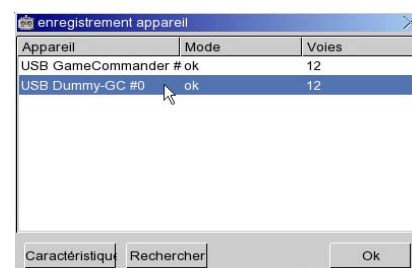 enregistrement appareil
Appareil Mode Voies
USB GameCommander # ok 12
USB Dummy-GC #0 ok 12
Caractéristique Rechercher Ok